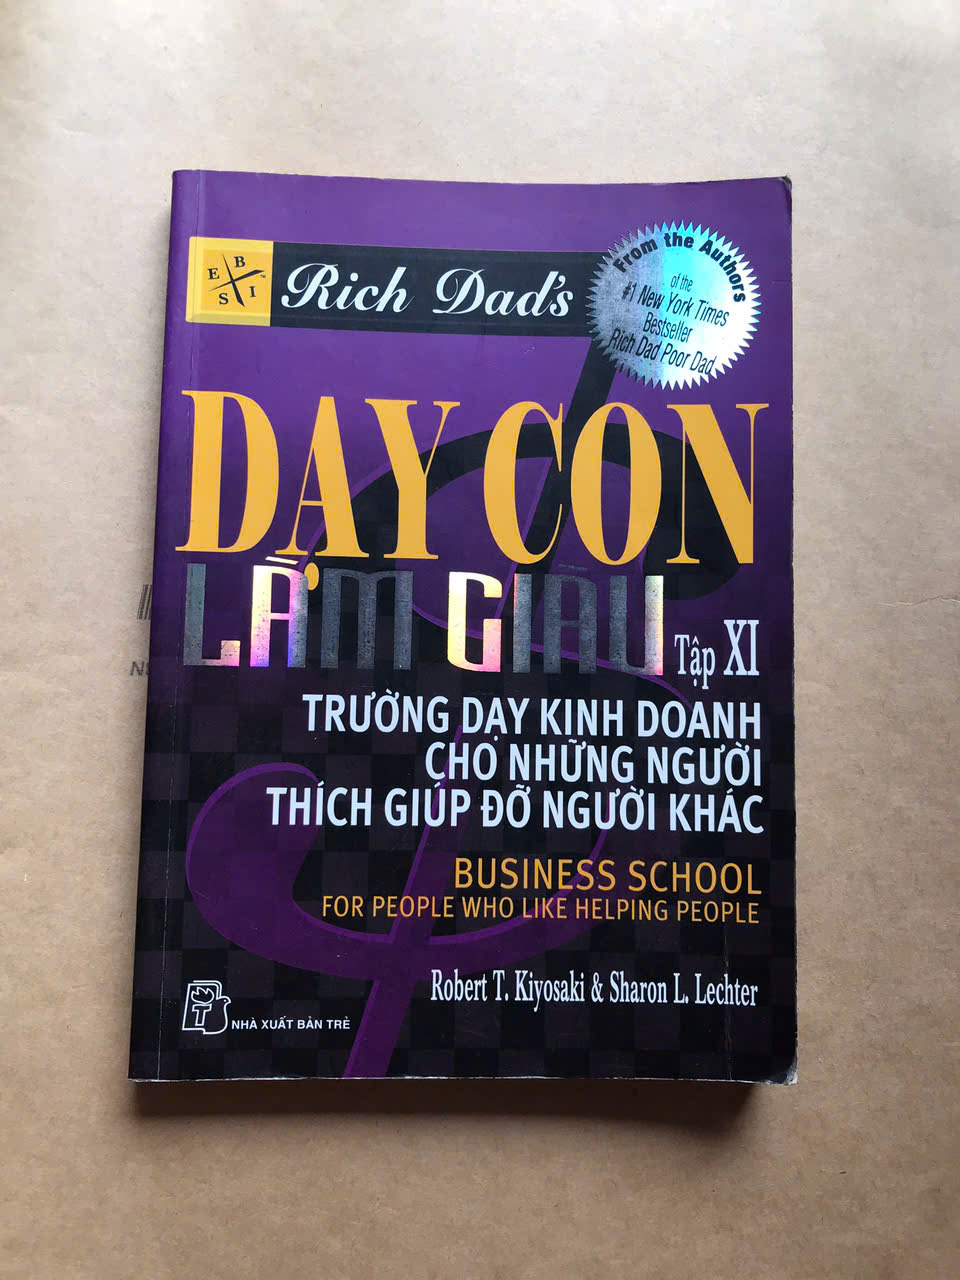 E B
S I
™
Rich Dad's
From the Authors
of the
#1 New York Times
Bestseller
Rich Dad Poor Dad
DẠY CON
LÀM GIÀU
Tập XI
TRƯỜNG DẠY KINH DOANH
CHO NHỮNG NGƯỜI
THÍCH GIÚP ĐỠ NGƯỜI KHÁC
BUSINESS SCHOOL
FOR PEOPLE WHO LIKE HELPING PEOPLE
Robert T. Kiyosaki & Sharon L. Lechter
T
NHÀ XUẤT BẢN TRẺ